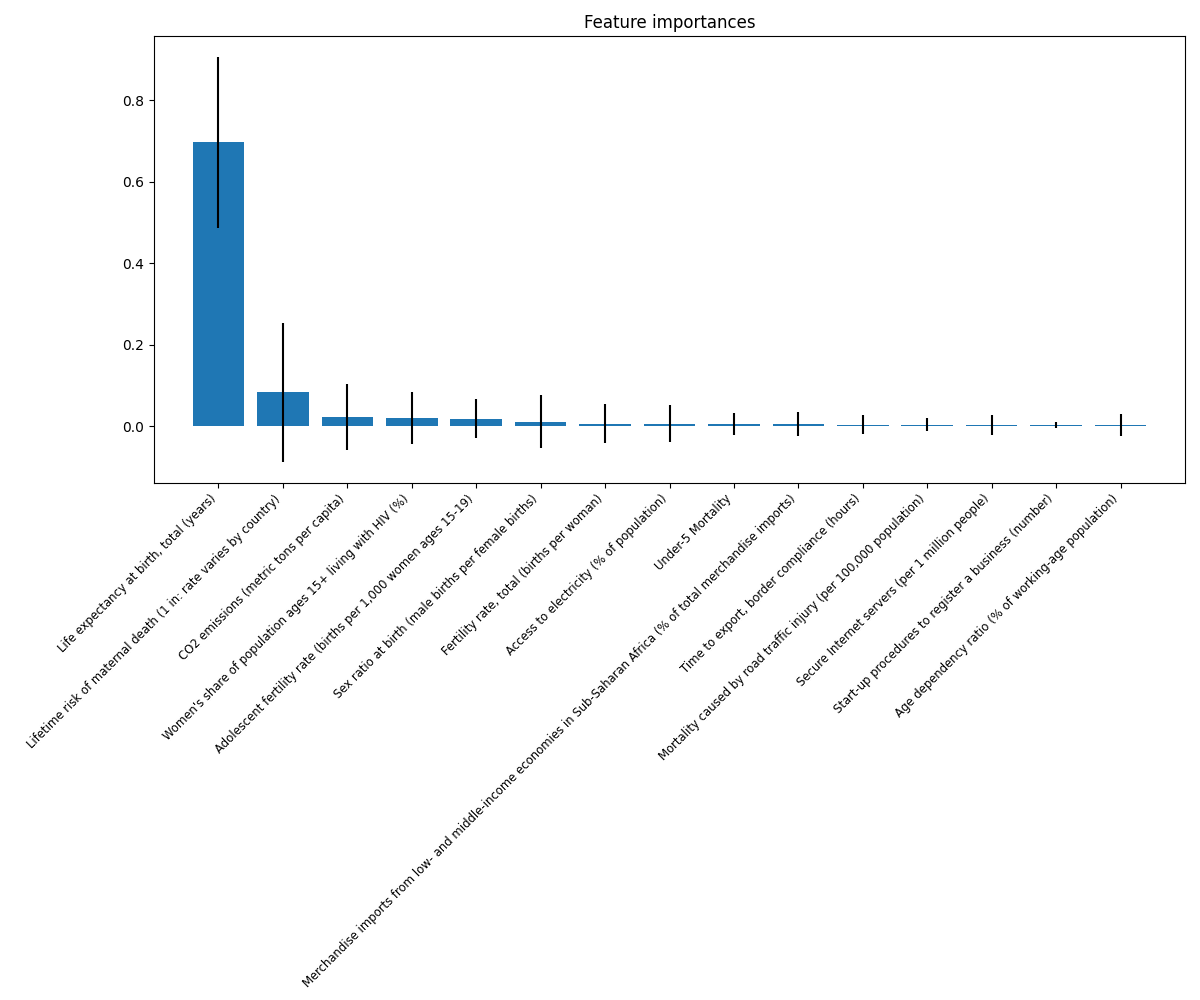 Feature importances
0.8
0.6
0.4
0.2
0.0
Life expectancy at birth, total (years)
Lifetime risk of maternal death (1 in: rate varies by country)
CO2 emissions (metric tons per capita)
Women's share of population ages 15+ living with HIV (%)
Adolescent fertility rate (births per 1,000 women ages 15-19)
Sex ratio at birth (male births per female births)
Fertility rate, total (births per woman)
Access to electricity (% of population)
Under-5 Mortality
Merchandise imports from low- and middle-income economies in Sub-Saharan Africa (% of total merchandise imports)
Time to export, border compliance (hours)
Mortality caused by road traffic injury (per 100,000 population)
Secure Internet servers (per 1 million people)
Start-up procedures to register a business (number)
Age dependency ratio (% of working-age population)